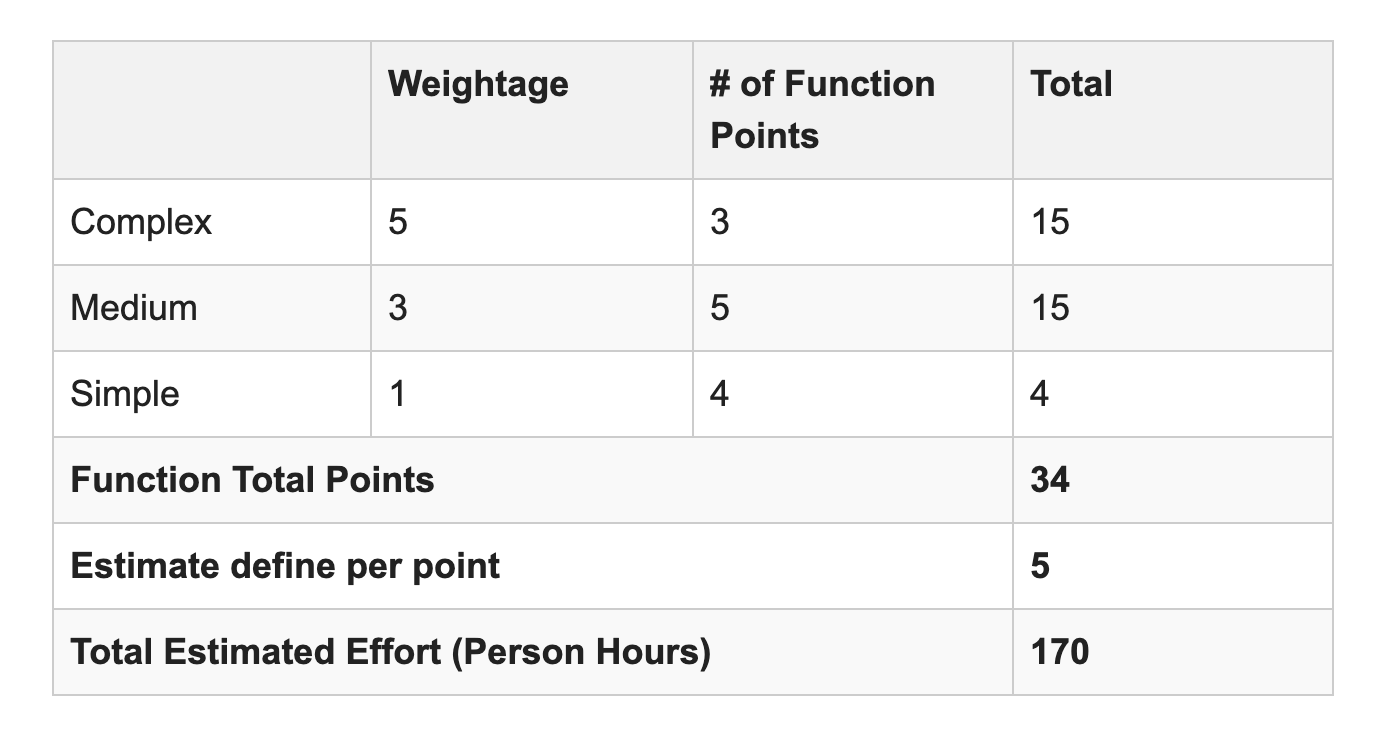 Weightage # of Function Points Total
Complex 5 3 15
Medium 3 5 15
Simple 1 4 4
Function Total Points 34
Estimate define per point 5
Total Estimated Effort (Person Hours) 170